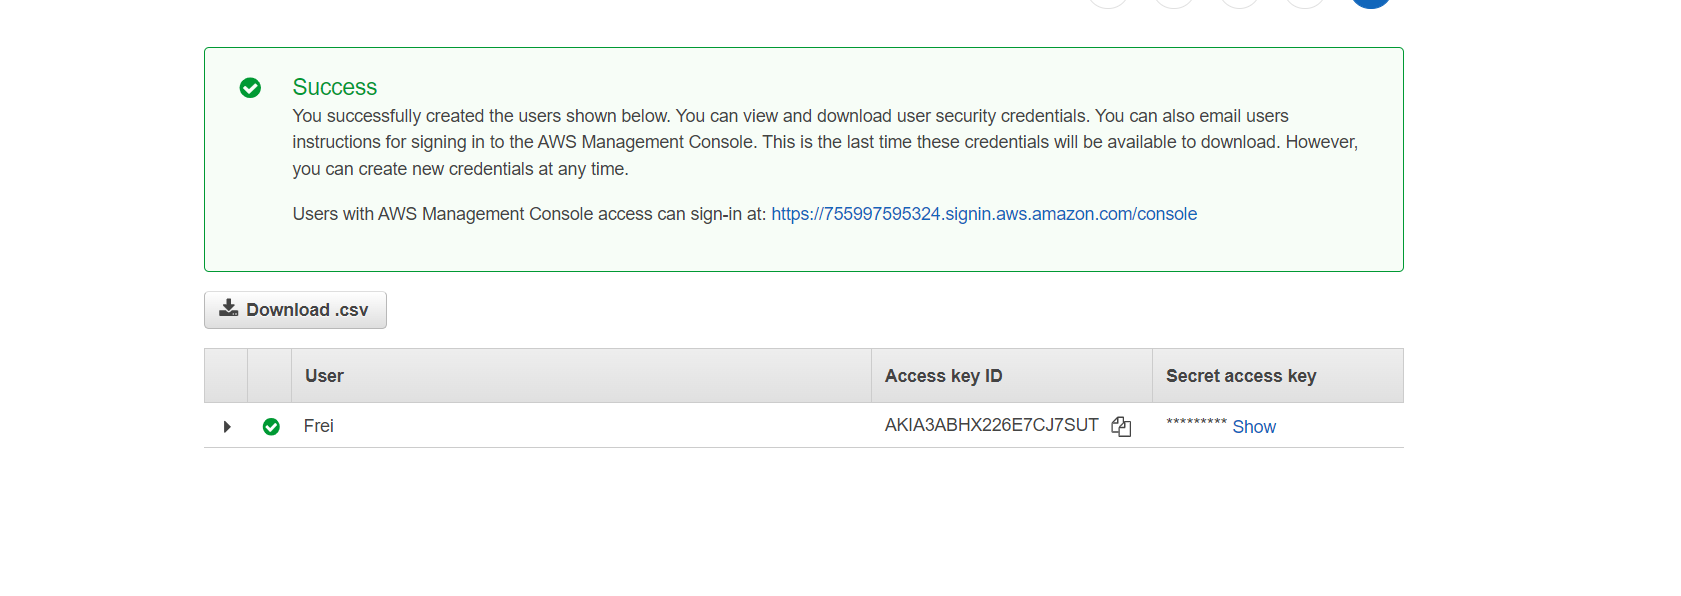 Success
You successfully created the users shown below. You can view and download user security credentials. You can also email users
instructions for signing in to the AWS Management Console. This is the last time these credentials will be available to download. However,
you can create new credentials at any time.
Users with AWS Management Console access can sign-in at: https://755997595324.signin.aws.amazon.com/console
Download .csv
User Access key ID Secret access key
Frei AKIA3ABHX226E7CJ7SUT ********* Show